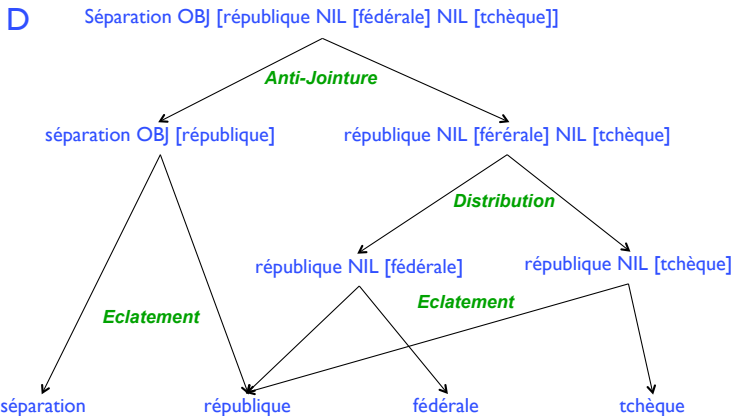 D
Séparation OBJ [république NIL [fédérale] NIL [tchèque]]
Anti-Jointure
séparation OBJ [république]
république NIL [férérale] NIL [tchèque]
Distribution
république NIL [fédérale]
république NIL [tchèque]
Eclatement
Eclatement
séparation
république
fédérale
tchèque